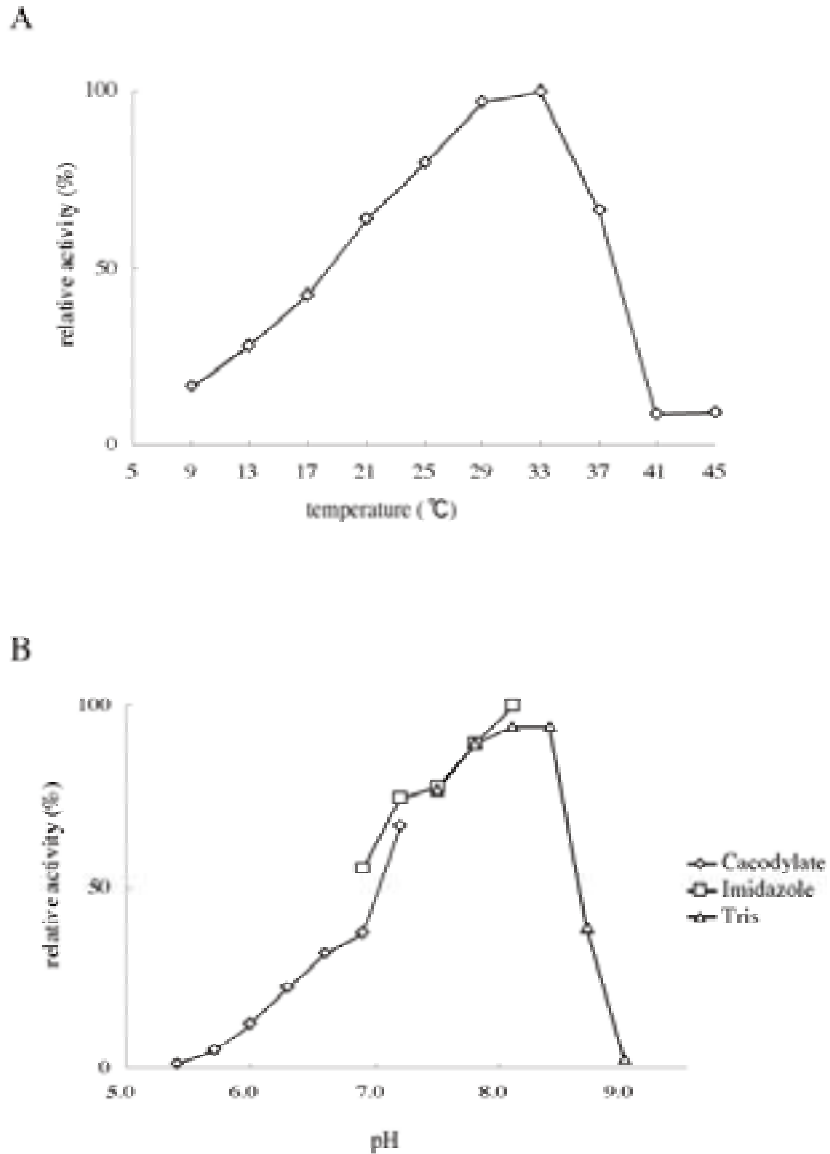 A
100
50
0
relative activity (%)
5 9 13 17 21 25 29 33 37 41 45
temperature (℃)
B
100
50
0
relative activity (%)
5.0 6.0 7.0 8.0 9.0
pH
Cacodylate
Imidazole
Tris